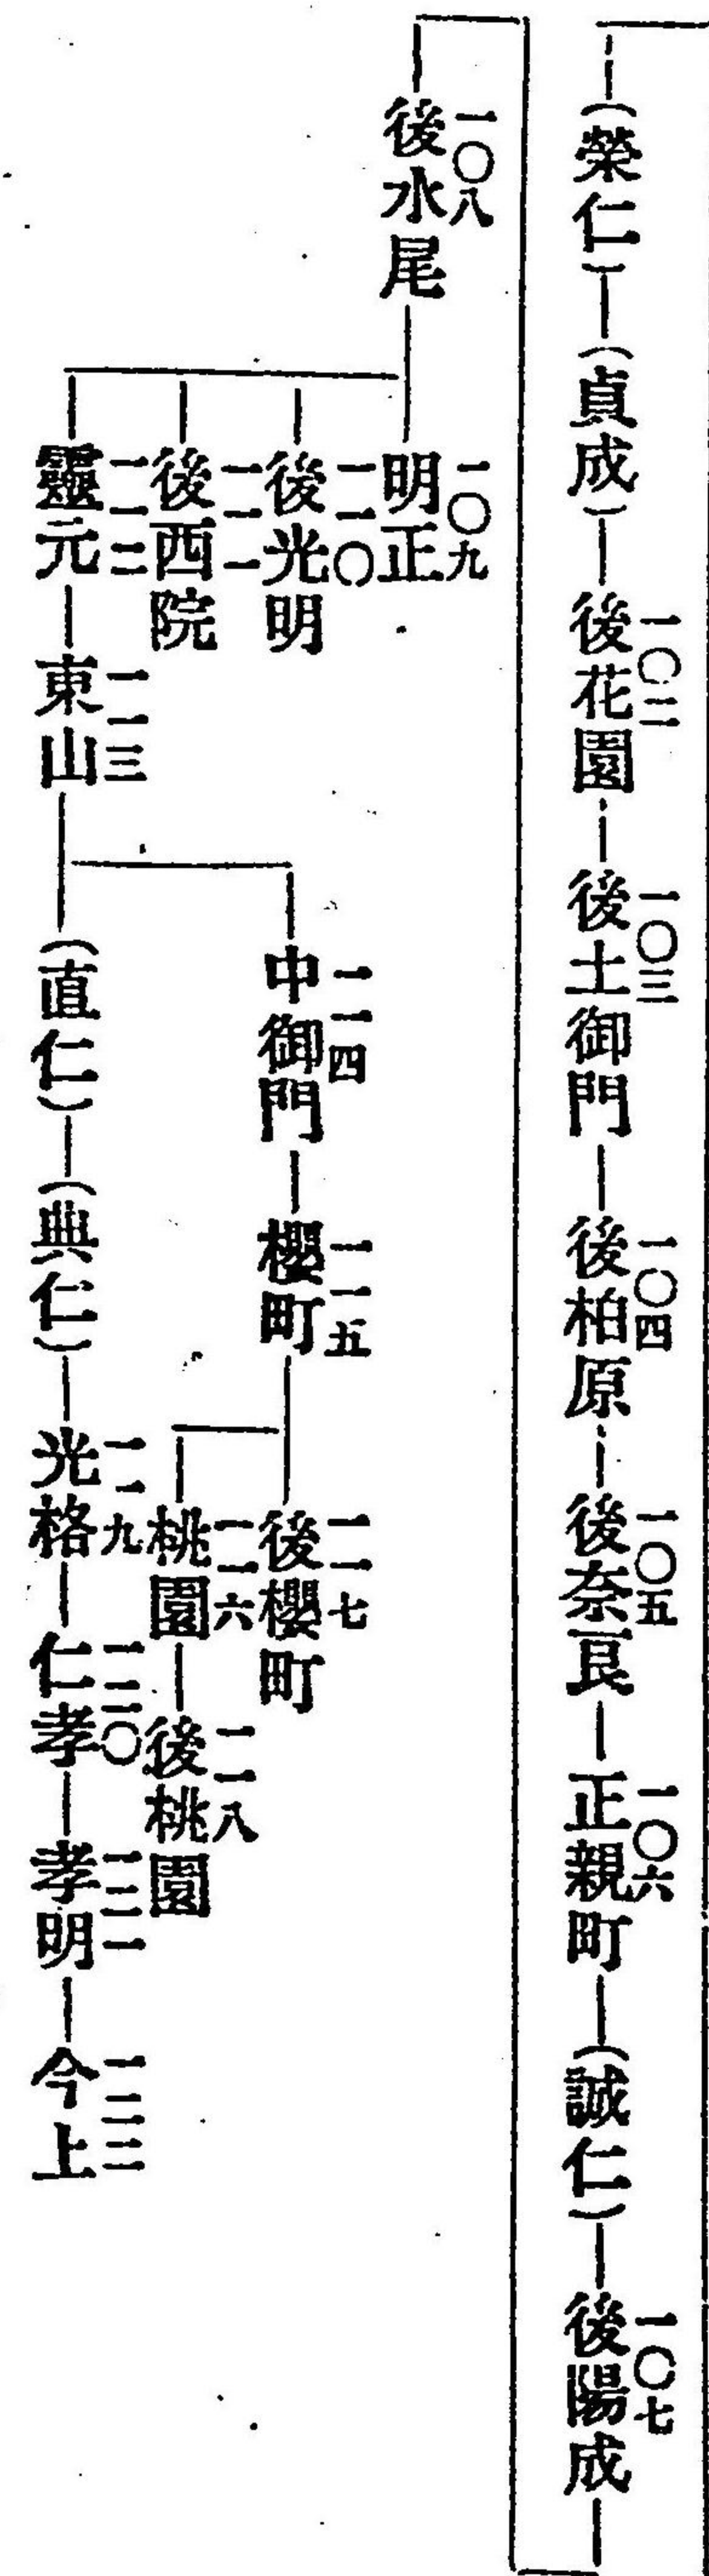 (榮仁)―(貞成)―後花園―後土御門―後柏原―後奈良―正親町―(誠仁)―後陽成
一〇二 一〇三 一〇四 一〇五 一〇六 一〇七
一〇八
後水尾
一〇九
明正
一一〇
後光明
一一一
後西院
一一二 一一三
靈元―東山
一一四 一一五
中御門―櫻町
一一七
後櫻町
一一六 一一八
桃園―後桃園
一一九 一二〇 一二一 一二二
(直仁)―(典仁)―光格―仁孝―孝明―今上